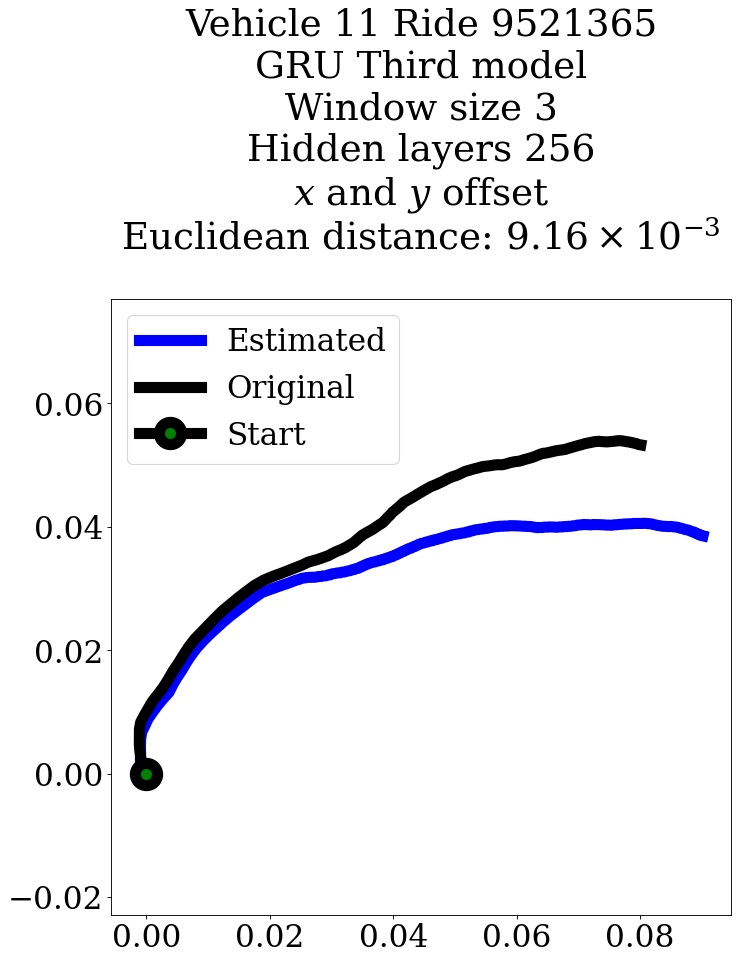 Vehicle 11 Ride 9521365
GRU Third model
Window size 3
Hidden layers 256
x and y offset
Euclidean distance: 9.16 × 10⁻³
Estimated
Original
Start
0.06
0.04
0.02
0.00
−0.02
0.00 0.02 0.04 0.06 0.08